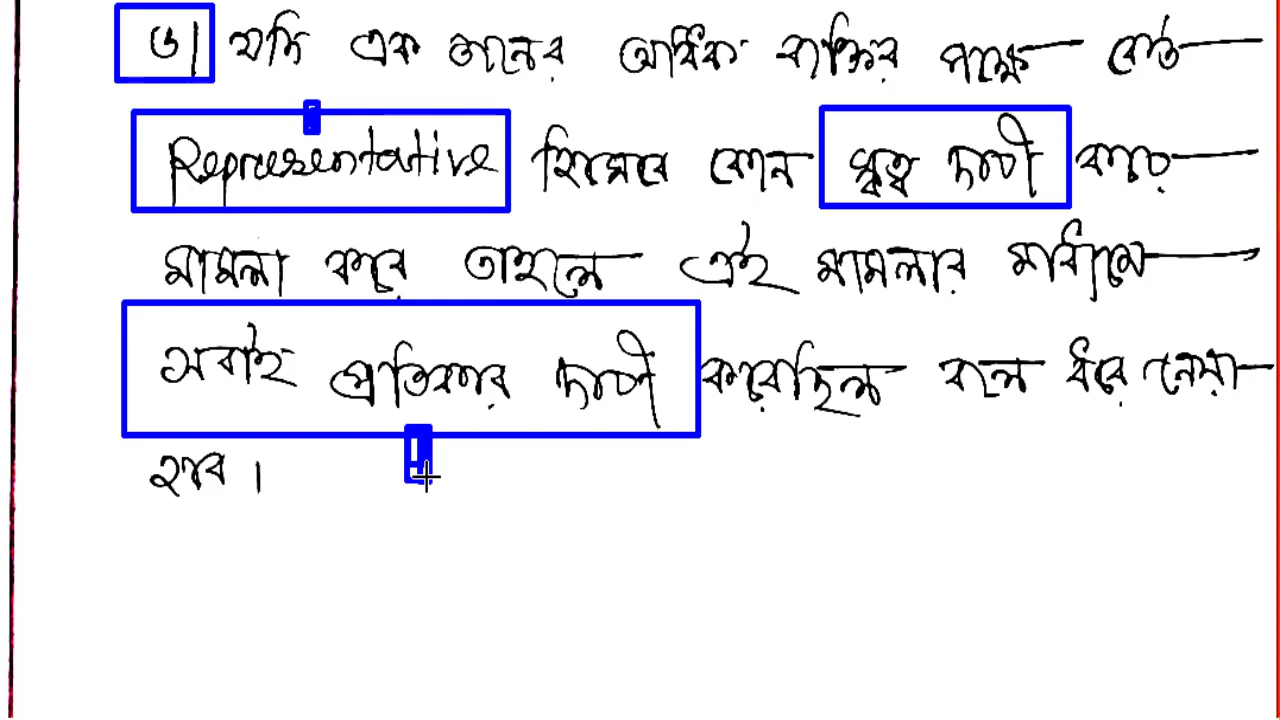 ৬| যদি এক জনের অধিক ব্যক্তির পক্ষে কেউ
Representative হিসেবে কোন স্বত্ব দাবী করে
মামলা করে তাহলে এই মামলার মাধ্যমে
সবাই প্রতিকার দাবী করেছিল বলে ধরে নেয়া
হবে।